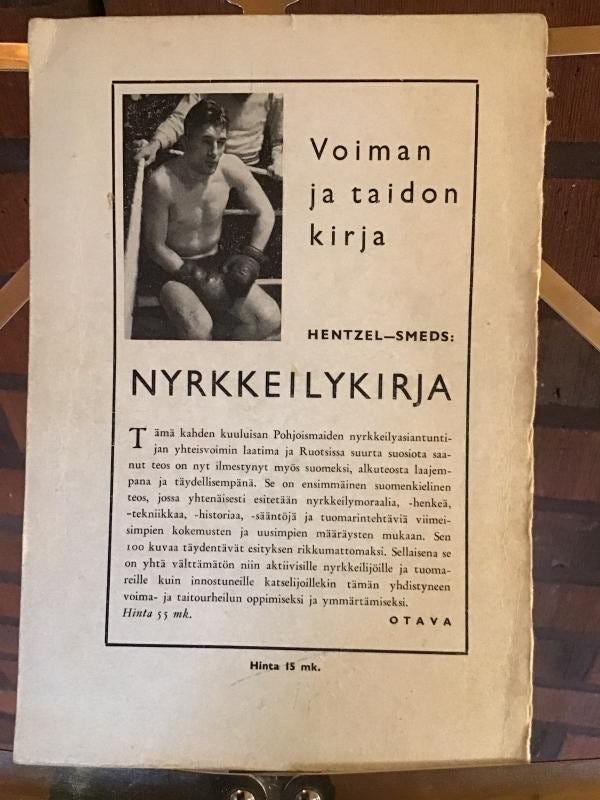 Voiman
ja taidon
kirja
HENTZEL—SMEDS:
NYRKKEILYKIRJA
Tämä kahden kuuluisan Pohjoismaiden nyrkkeilyasiantunti-
jan yhteisvoimin laatima ja Ruotsissa suurta suosiota saa-
nut teos on nyt ilmestynyt myös suomeksi, alkuteosta laajem-
pana ja täydellisempänä. Se on ensimmäinen suomenkielinen
teos, jossa yhtenäisesti esitetään nyrkkeilymoraalia, -henkeä,
-tekniikkaa, -historiaa, -sääntöjä ja tuomarintehtäviä viimei-
simpien kokemusten ja uusimpien määräysten mukaan. Sen
100 kuvaa täydentävät esityksen rikkumattomaksi. Sellaisena se
on yhtä välttämätön niin aktiivisille nyrkkeilijöille ja tuoma-
reille kuin innostuneille katselijoillekin tämän yhdistyneen
voima- ja taitourheilun oppimiseksi ja ymmärtämiseksi.
Hinta 55 mk.
OTAVA
Hinta 15 mk.